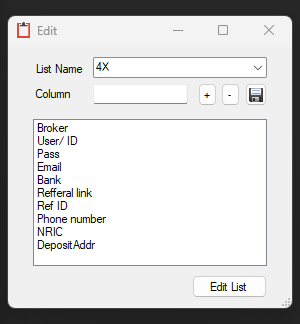 Edit
List Name 4X
Column + -
Broker
User/ ID
Pass
Email
Bank
Refferal link
Ref ID
Phone number
NRIC
DepositAddr
Edit List